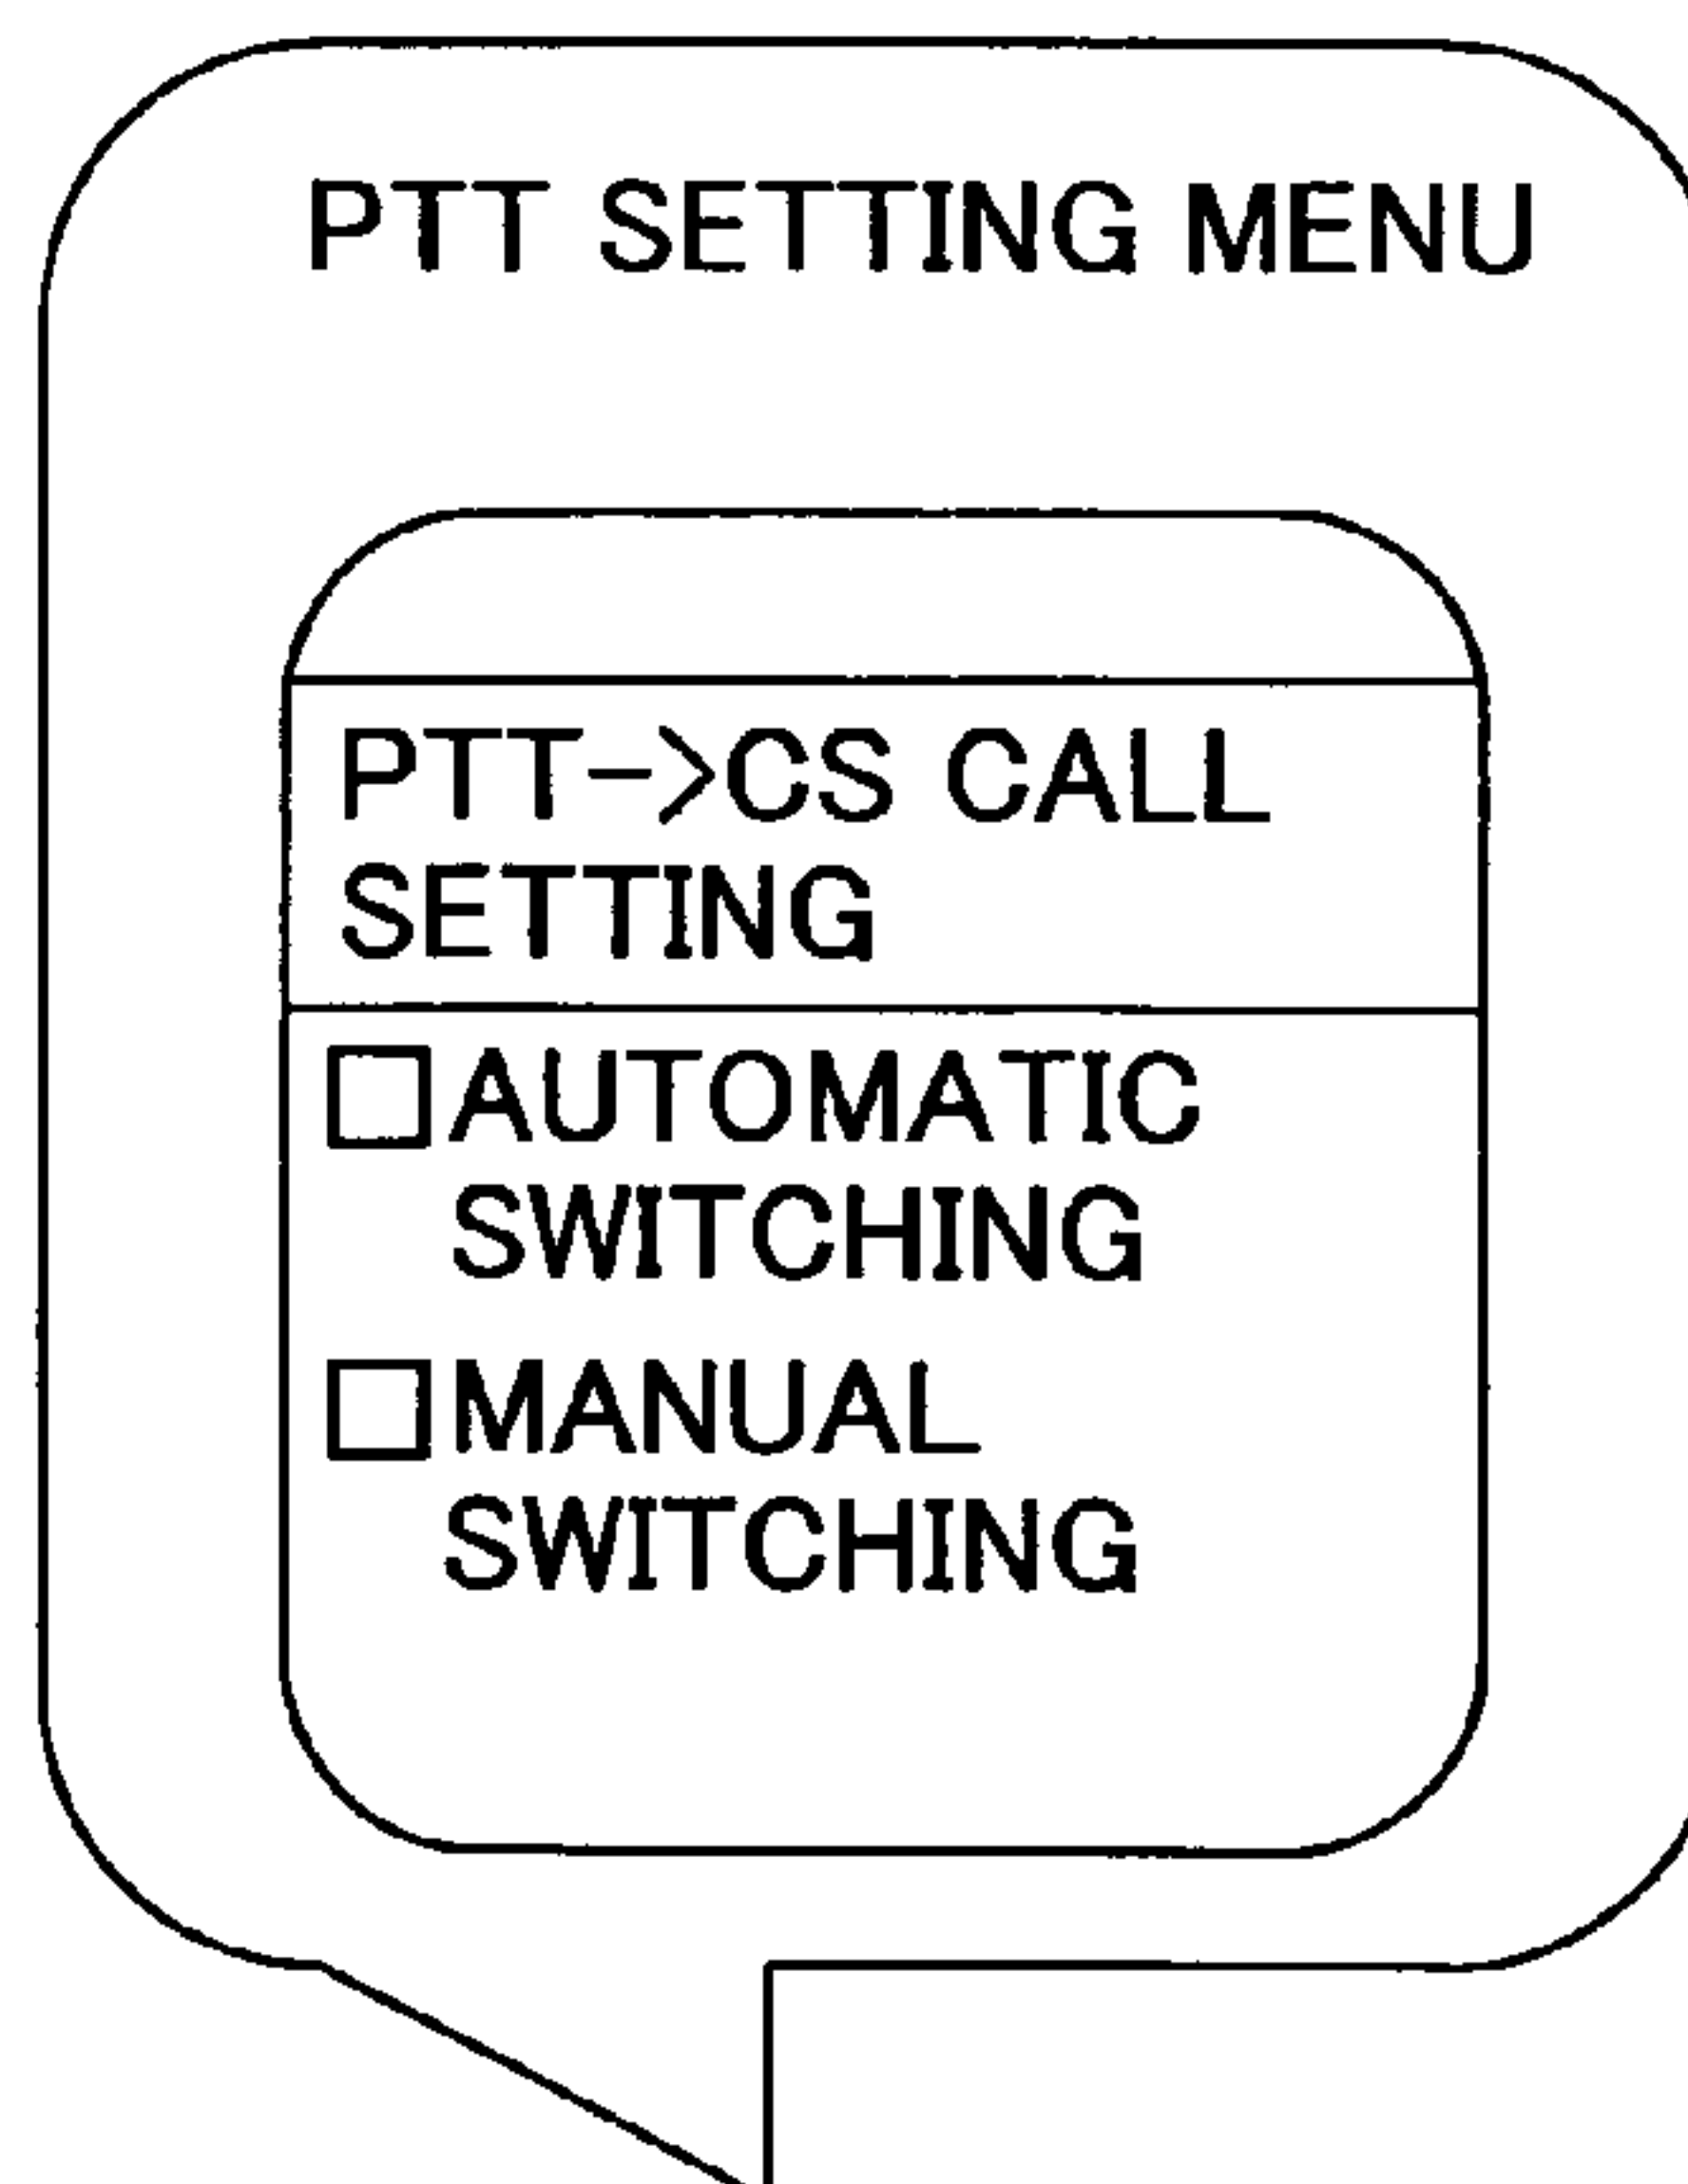 PTT SETTING MENU
PTT->CS CALL
SETTING
□AUTOMATIC
SWITCHING
□MANUAL
SWITCHING